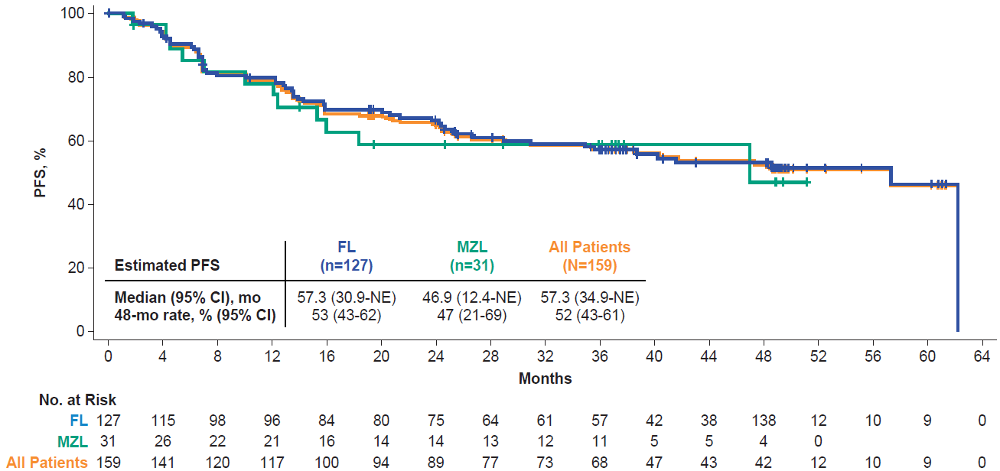 100
80
60
40
20
0
PFS, %
FL MZL All Patients
Estimated PFS (n=127) (n=31) (N=159)
Median (95% CI), mo 57.3 (30.9-NE) 46.9 (12.4-NE) 57.3 (34.9-NE)
48-mo rate, % (95% CI) 53 (43-62) 47 (21-69) 52 (43-61)
0 4 8 12 16 20 24 28 32 36 40 44 48 52 56 60 64
Months
No. at Risk
FL 127 115 98 96 84 80 75 64 61 57 42 38 138 12 10 9 0
MZL 31 26 22 21 16 14 14 13 12 11 5 5 4 0
All Patients 159 141 120 117 100 94 89 77 73 68 47 43 42 12 10 9 0